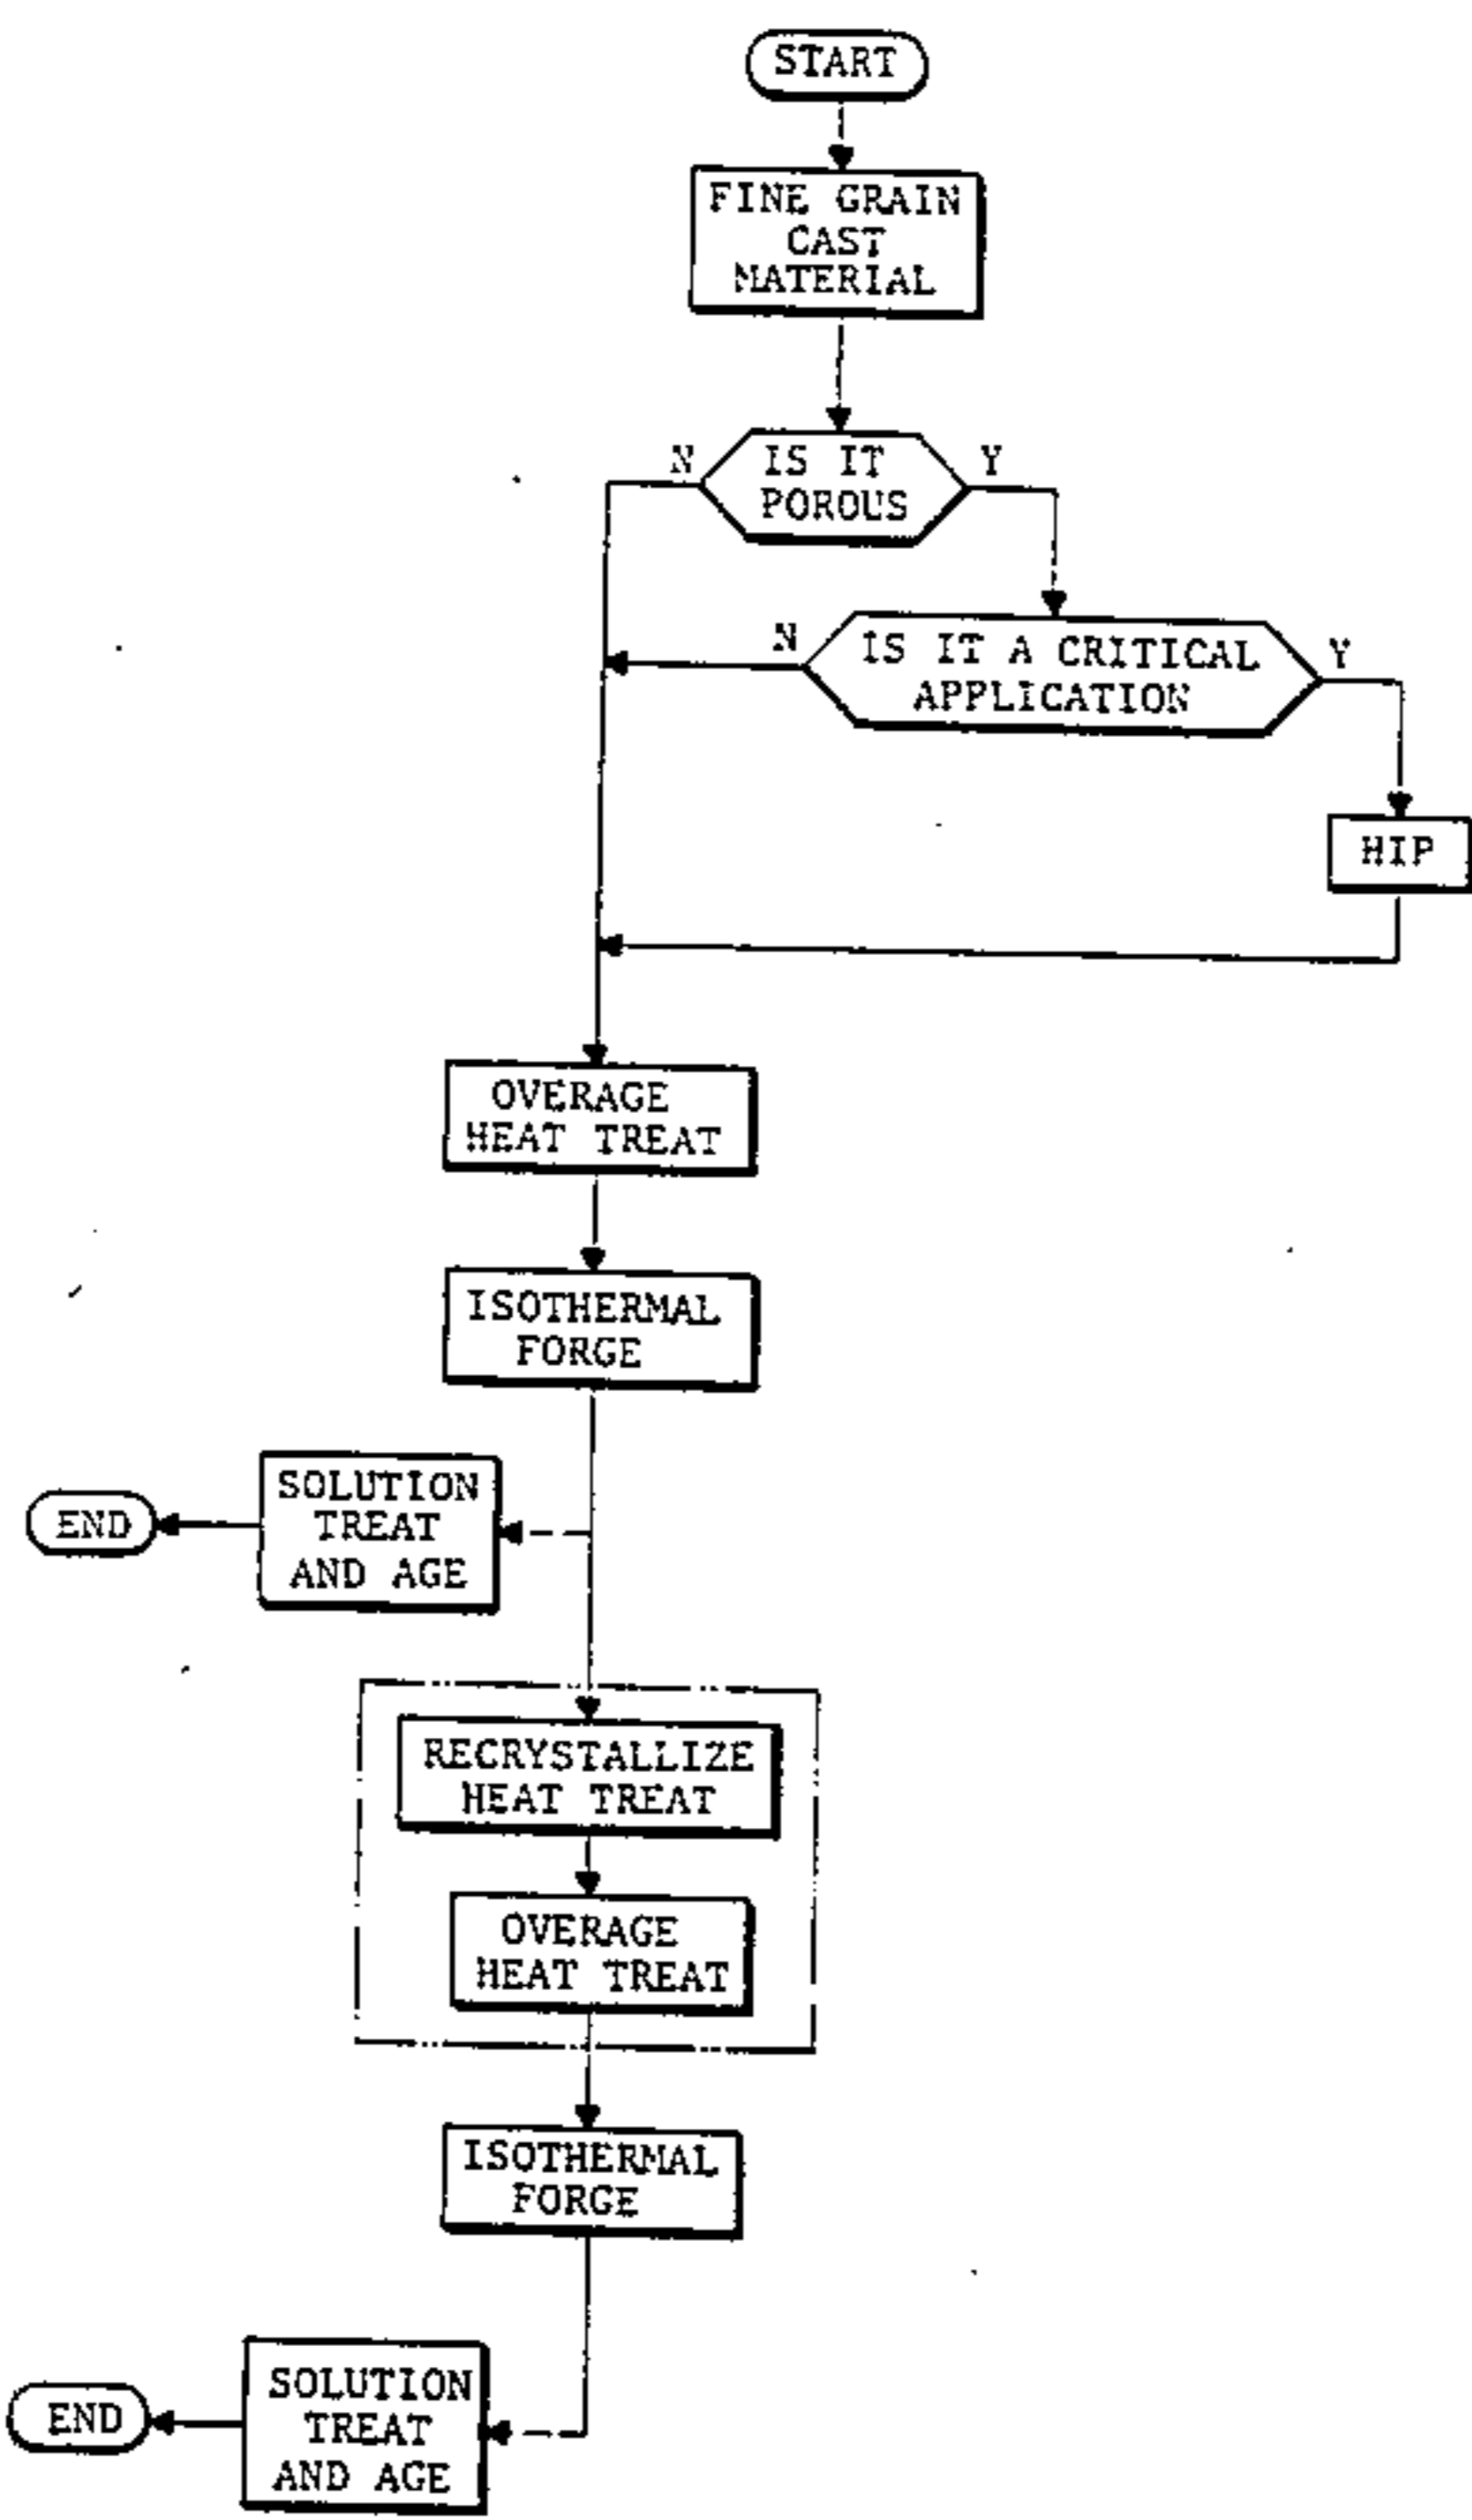 START
FINE GRAIN
CAST
MATERIAL
N
IS IT
POROUS
Y
N
IS IT A CRITICAL
APPLICATION
Y
HIP
OVERAGE
HEAT TREAT
ISOTHERMAL
FORGE
END
SOLUTION
TREAT
AND AGE
RECRYSTALLIZE
HEAT TREAT
OVERAGE
HEAT TREAT
ISOTHERMAL
FORGE
END
SOLUTION
TREAT
AND AGE